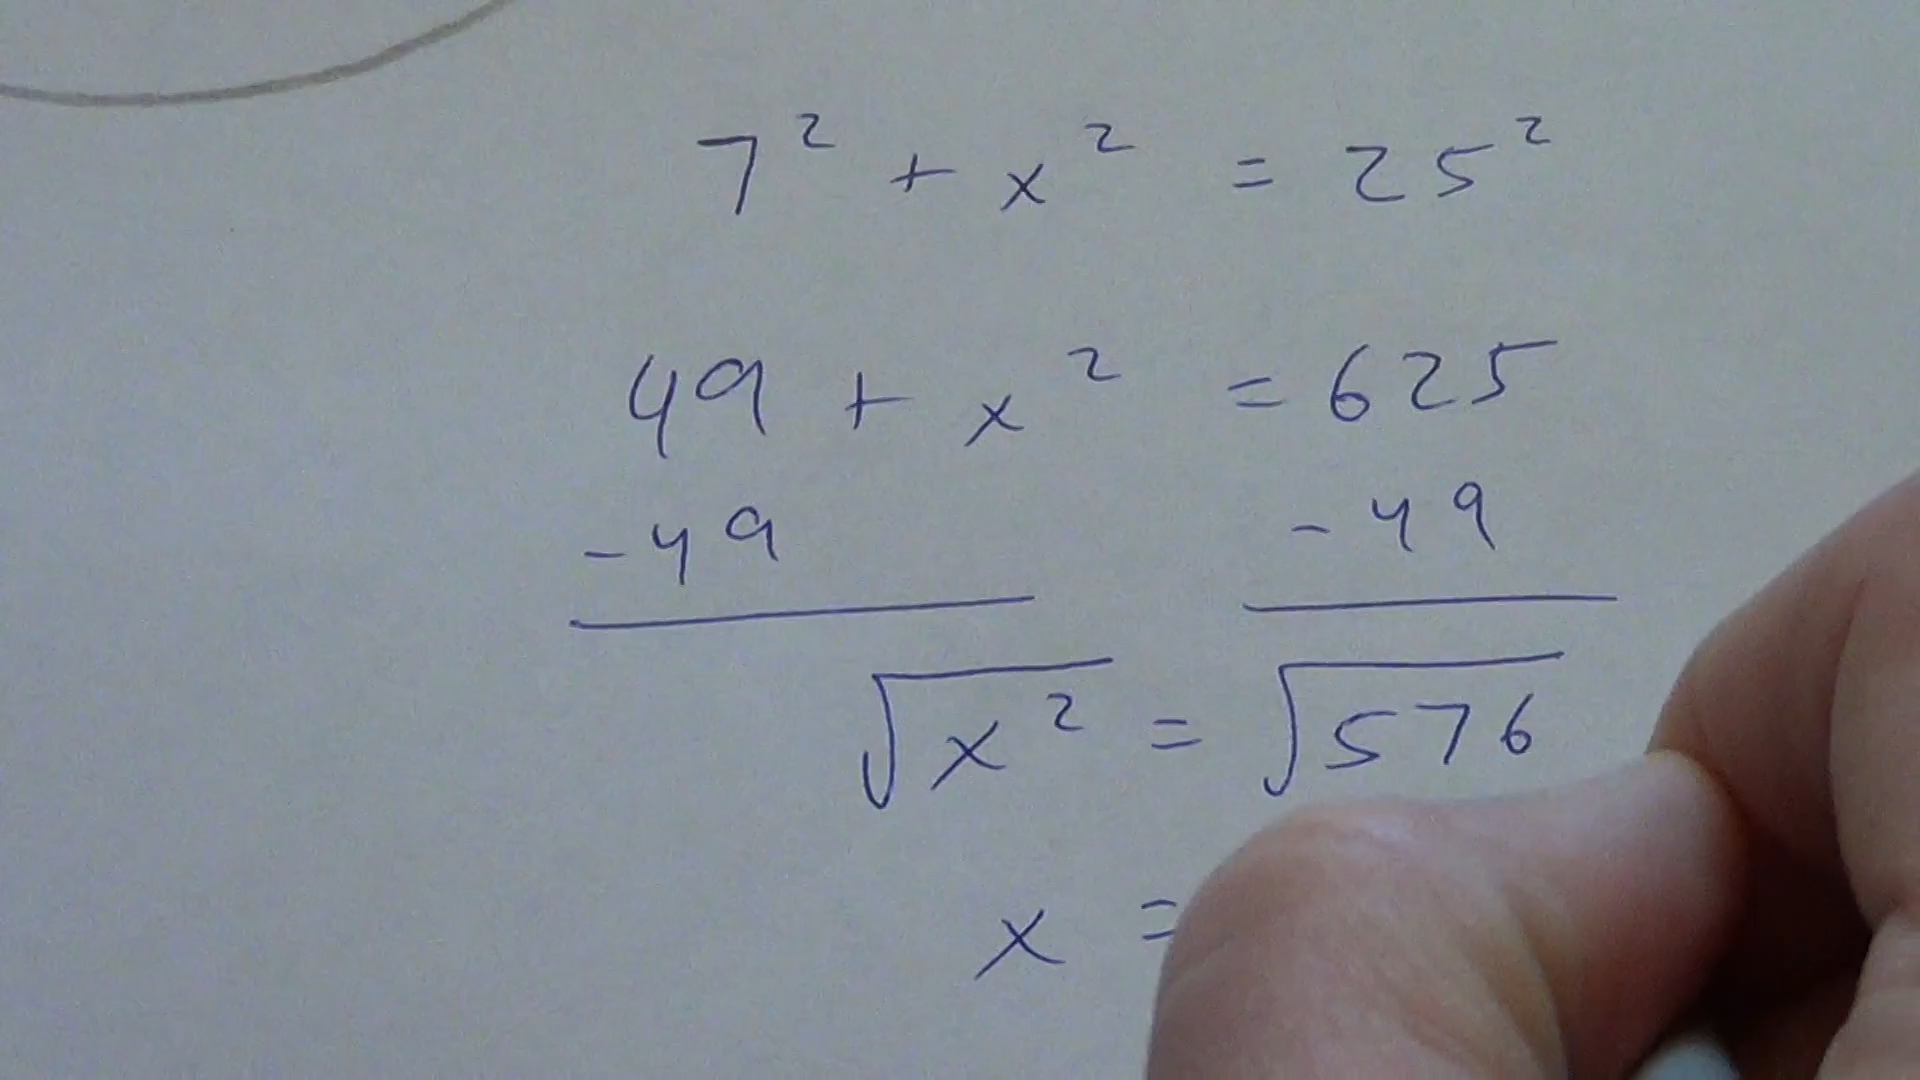 7² + x² = 25²
49 + x² = 625
-49 -49
√x² = √576
x =